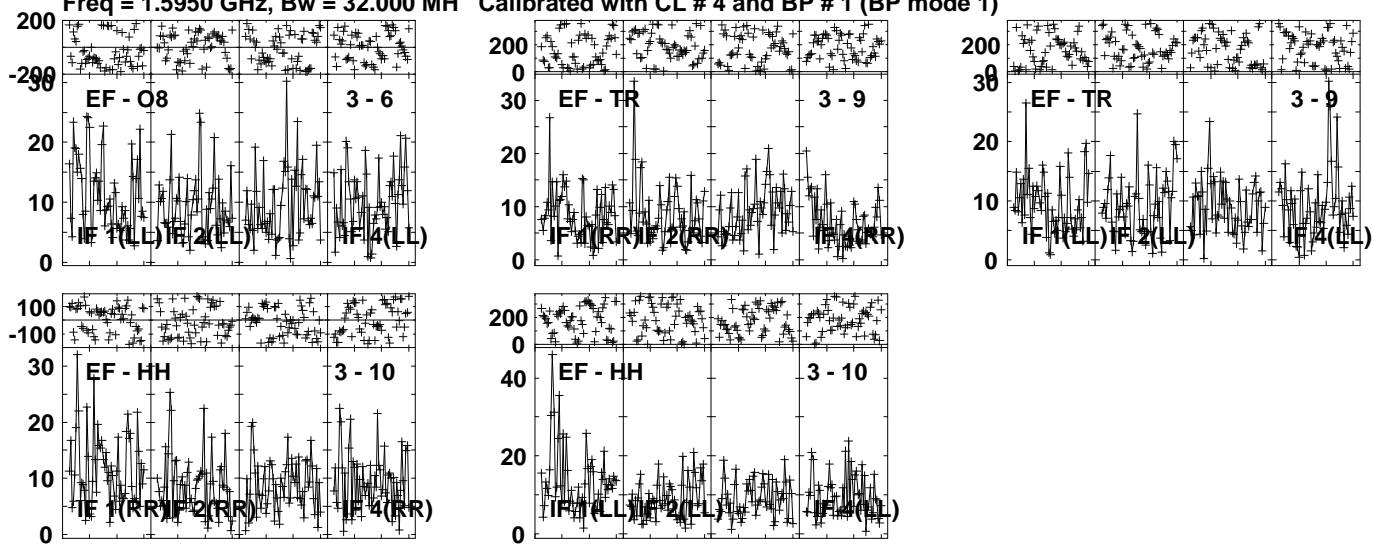 Freq = 1.5950 GHz, Bw = 32.000 MH Calibrated with CL # 4 and BP # 1 (BP mode 1)
200
-200
30
20
10
0
EF - O8 3 - 6
IF 1(LL) IF 2(LL) IF 4(LL)
200
0
30
20
10
0
EF - TR 3 - 9
IF 1(RR) IF 2(RR) IF 4(RR)
200
0
30
20
10
0
EF - TR 3 - 9
IF 1(LL) IF 2(LL) IF 4(LL)
100
-100
30
20
10
0
EF - HH 3 - 10
IF 1(RR) IF 2(RR) IF 4(RR)
200
0
40
20
0
EF - HH 3 - 10
IF 1(LL) IF 2(LL) IF 4(LL)